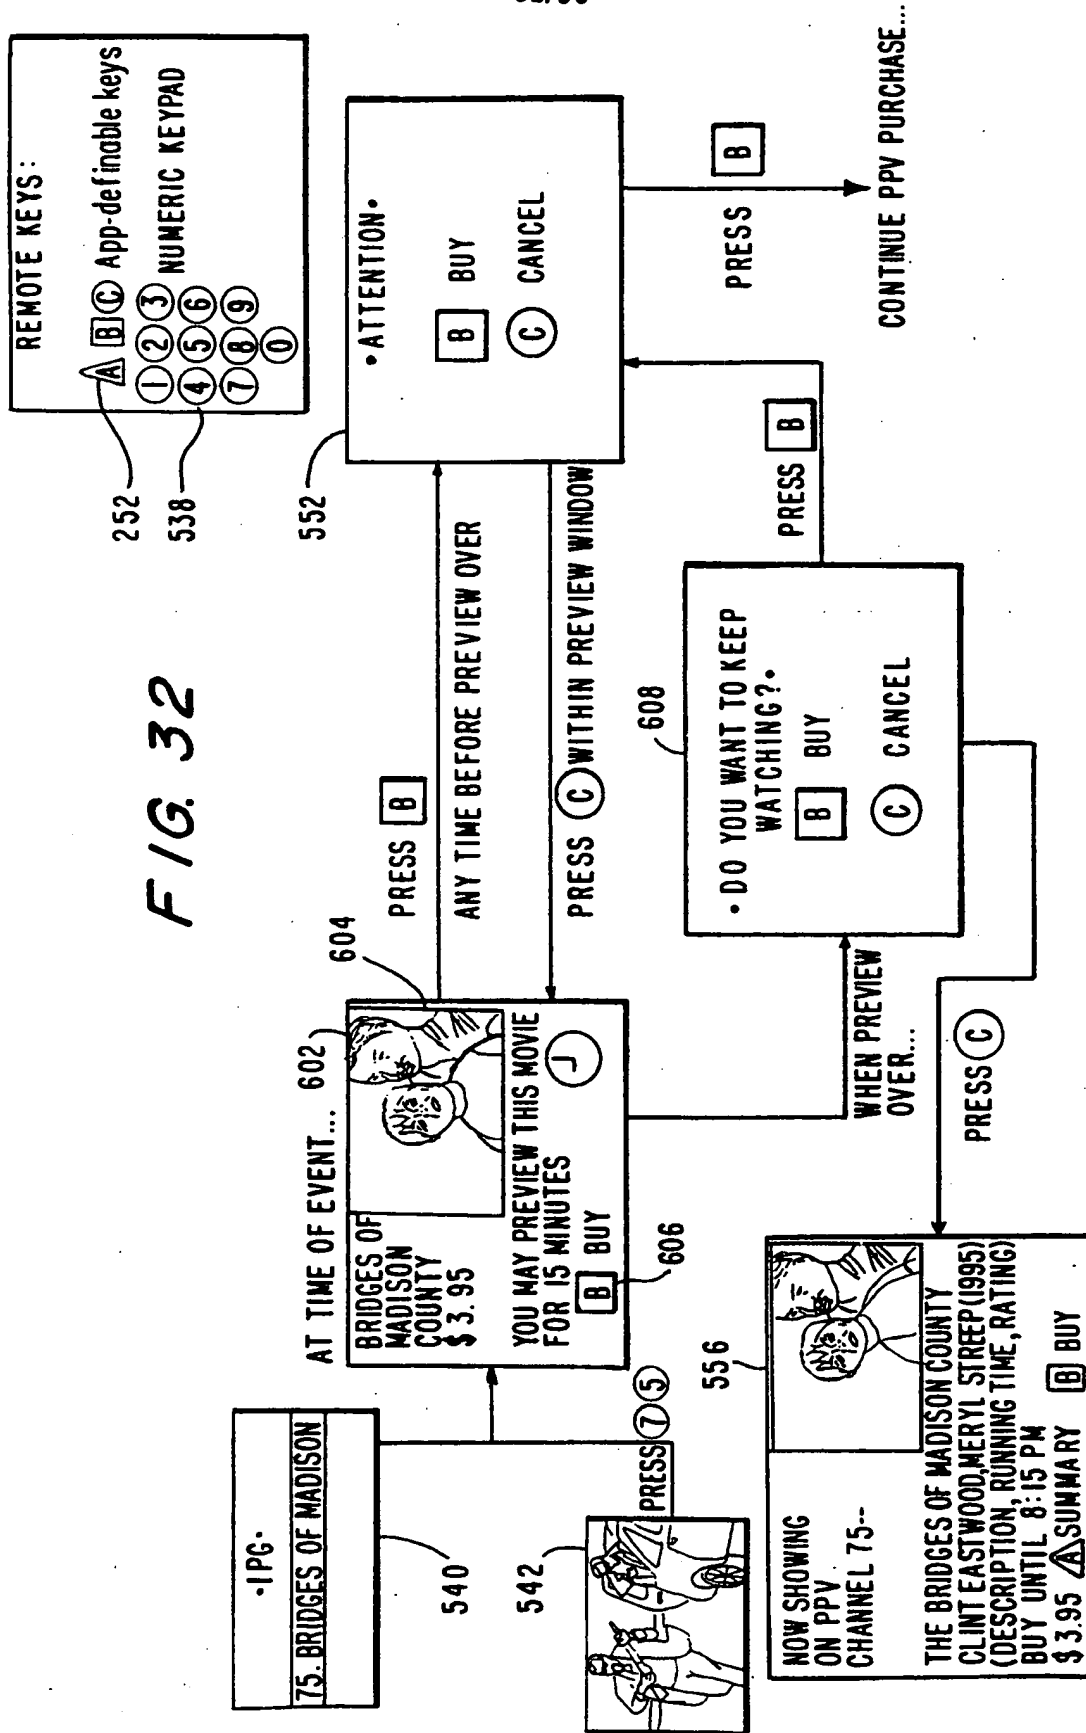 FIG. 32
REMOTE KEYS:
A B C App-definable keys
1 2 3 NUMERIC KEYPAD
4 5 6
7 8 9
0
252
538
•IPG•
75. BRIDGES OF MADISON
540
542
PRESS 7 5
AT TIME OF EVENT... 602
604
BRIDGES OF
MADISON
COUNTY
$3.95
YOU MAY PREVIEW THIS MOVIE
FOR 15 MINUTES
B BUY
606
PRESS B
ANY TIME BEFORE PREVIEW OVER
PRESS C WITHIN PREVIEW WINDOW
552
•ATTENTION•
B BUY
C CANCEL
PRESS B
CONTINUE PPV PURCHASE...
WHEN PREVIEW
OVER...
608
•DO YOU WANT TO KEEP
WATCHING?•
B BUY
C CANCEL
PRESS B
PRESS C
556
NOW SHOWING
ON PPV
CHANNEL 75--
THE BRIDGES OF MADISON COUNTY
CLINT EASTWOOD,MERYL STREEP(1995)
(DESCRIPTION, RUNNING TIME, RATING)
BUY UNTIL 8:15 PM
$3.95 A SUMMARY B BUY